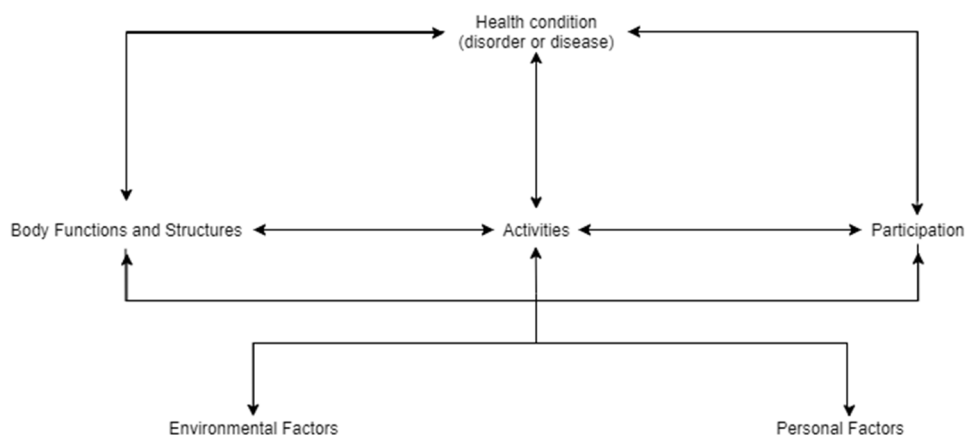 Health condition
(disorder or disease)
Body Functions and Structures
Activities
Participation
Environmental Factors
Personal Factors